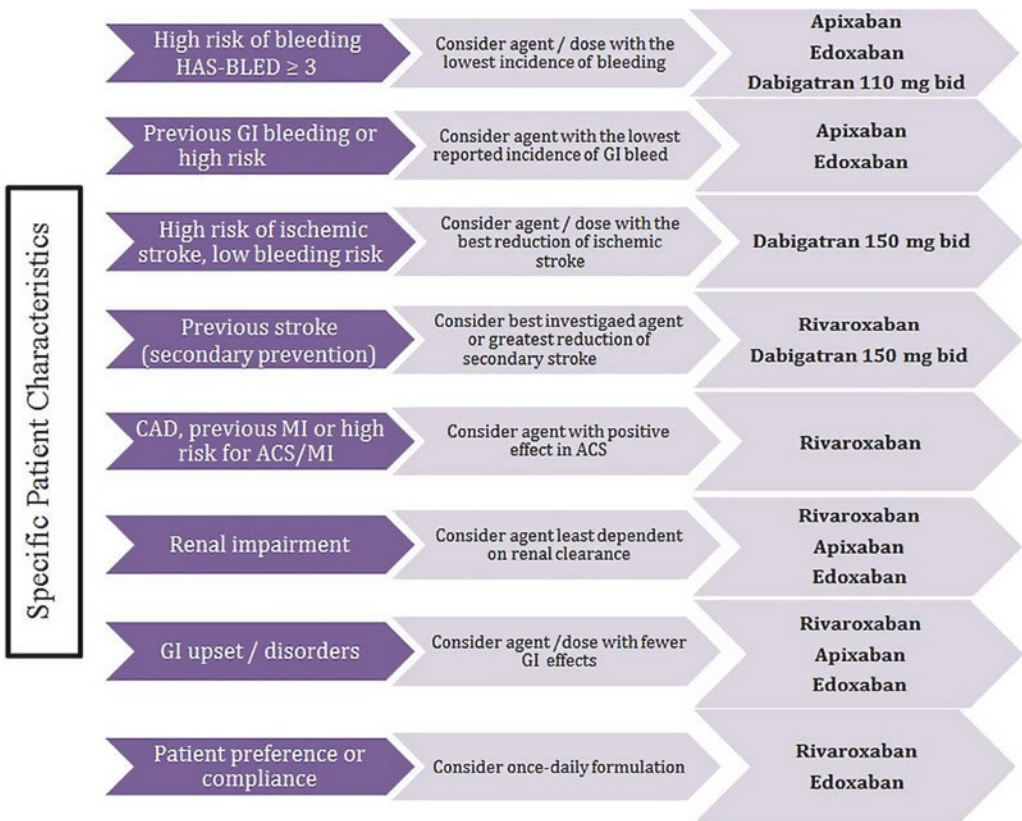 Specific Patient Characteristics
High risk of bleeding
HAS-BLED ≥ 3
Consider agent / dose with the
lowest incidence of bleeding
Apixaban
Edoxaban
Dabigatran 110 mg bid
Previous GI bleeding or
high risk
Consider agent with the lowest
reported incidence of GI bleed
Apixaban
Edoxaban
High risk of ischemic
stroke, low bleeding risk
Consider agent / dose with the
best reduction of ischemic
stroke
Dabigatran 150 mg bid
Previous stroke
(secondary prevention)
Consider best investigaed agent
or greatest reduction of
secondary stroke
Rivaroxaban
Dabigatran 150 mg bid
CAD, previous MI or high
risk for ACS/MI
Consider agent with positive
effect in ACS
Rivaroxaban
Renal impairment
Consider agent least dependent
on renal clearance
Rivaroxaban
Apixaban
Edoxaban
GI upset / disorders
Consider agent /dose with fewer
GI effects
Rivaroxaban
Apixaban
Edoxaban
Patient preference or
compliance
Consider once-daily formulation
Rivaroxaban
Edoxaban